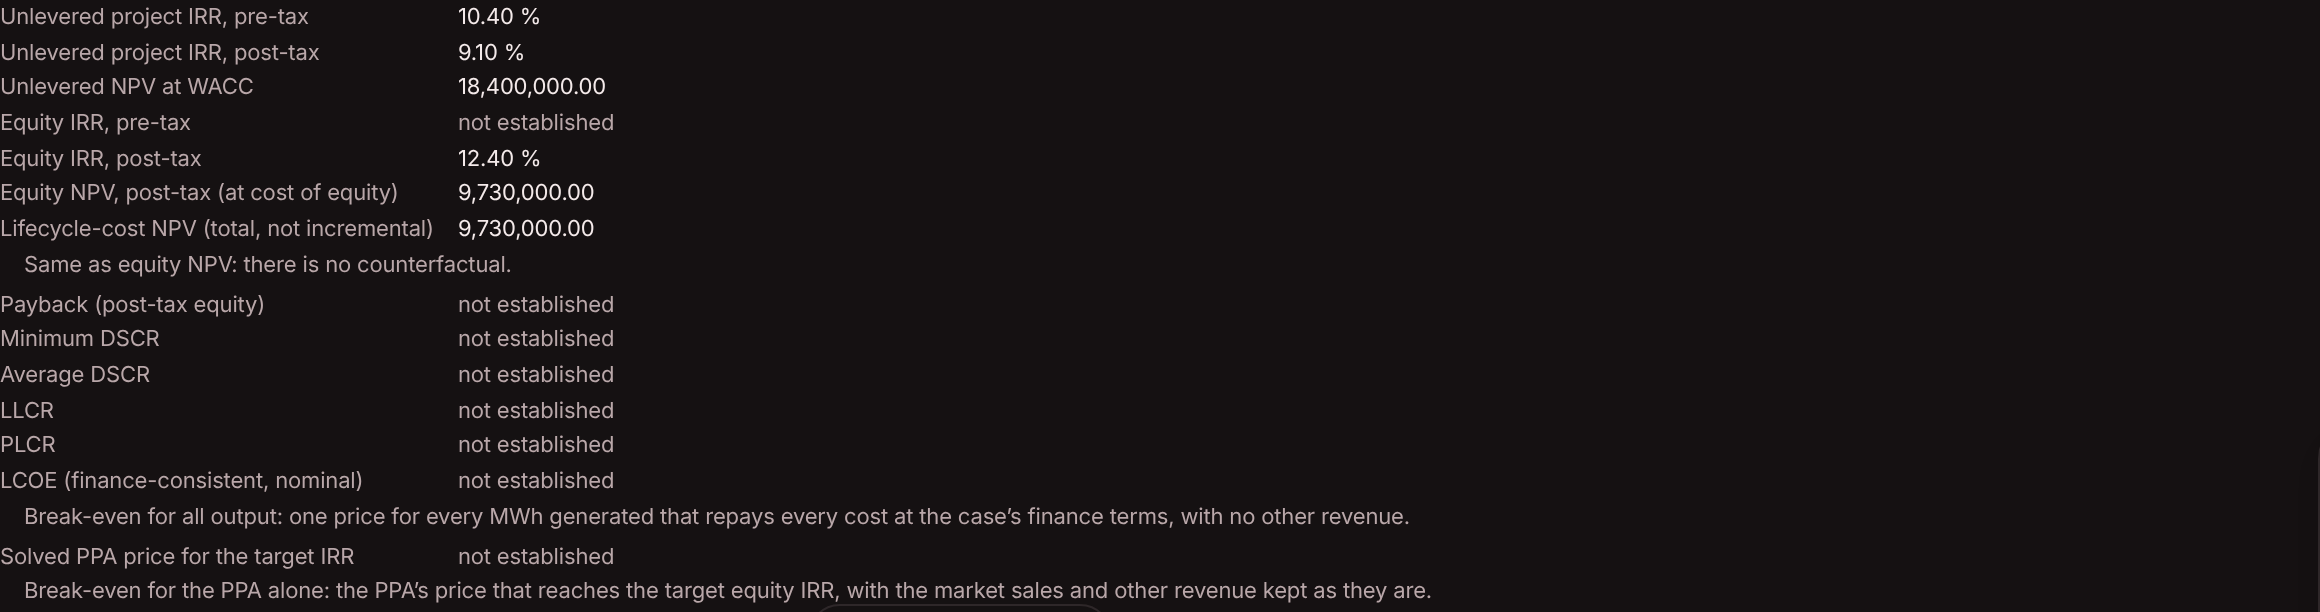 Unlevered project IRR, pre-tax 10.40 %
Unlevered project IRR, post-tax 9.10 %
Unlevered NPV at WACC 18,400,000.00
Equity IRR, pre-tax not established
Equity IRR, post-tax 12.40 %
Equity NPV, post-tax (at cost of equity) 9,730,000.00
Lifecycle-cost NPV (total, not incremental) 9,730,000.00
Same as equity NPV: there is no counterfactual.
Payback (post-tax equity) not established
Minimum DSCR not established
Average DSCR not established
LLCR not established
PLCR not established
LCOE (finance-consistent, nominal) not established
Break-even for all output: one price for every MWh generated that repays every cost at the case’s finance terms, with no other revenue.
Solved PPA price for the target IRR not established
Break-even for the PPA alone: the PPA’s price that reaches the target equity IRR, with the market sales and other revenue kept as they are.